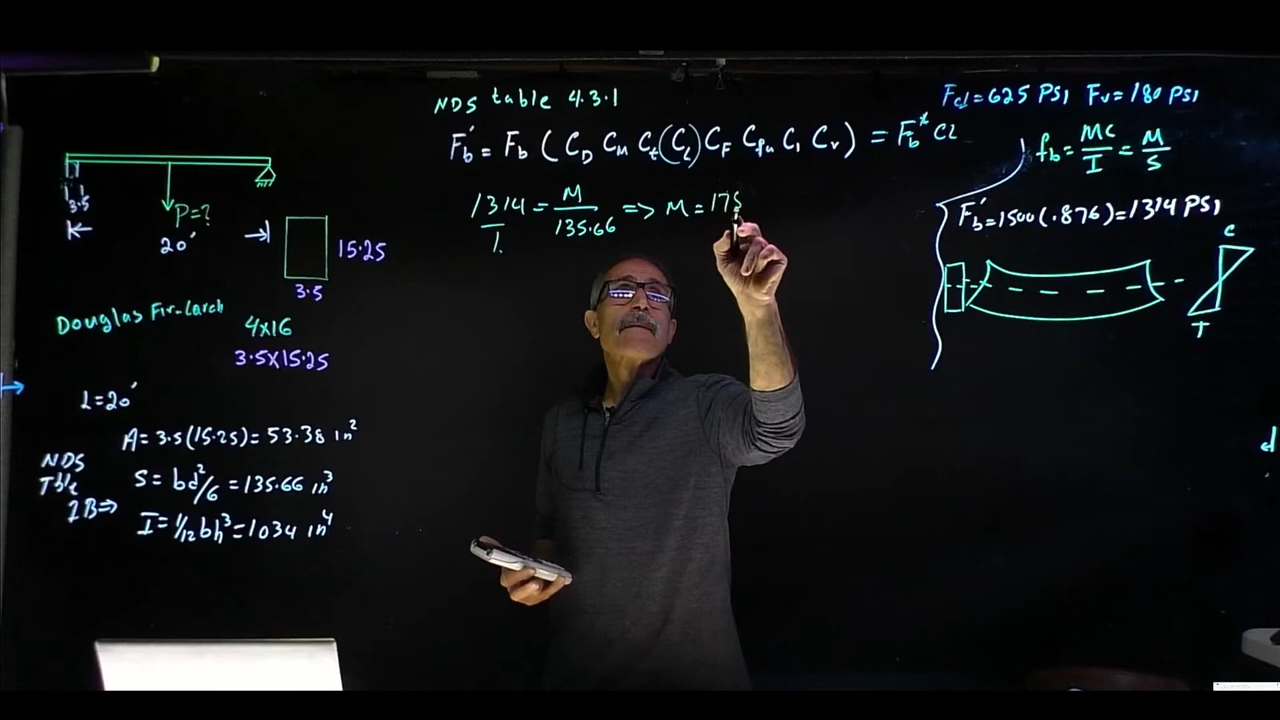 NDS table 4.3.1
F'b = Fb ( CD CM Ct (CL) CF Cfu Ci Cr ) = Fb* CL
1314/1. = M/135.66 => M = 175
Fc⊥ = 625 PSI Fv = 180 PSI
fb = MC/I = M/S
F'b = 1500(.876) = 1314 PSI
C
T
3.5
P=?
20'
15.25
3.5
Douglas Fir-Larch
4x16
3.5x15.25
L=20'
A = 3.5(15.25) = 53.38 in²
NDS
Table
1B =>
S = bd²/6 = 135.66 in³
I = 1/12 bh³ = 1034 in⁴
d